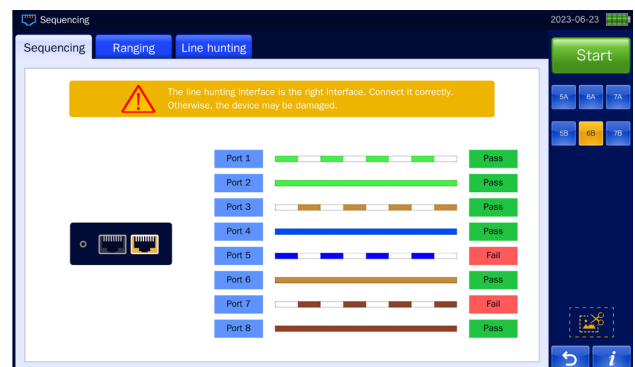 Sequencing
2023-06-23
Sequencing Ranging Line hunting
Start
The line hunting interface is the right interface. Connect it correctly.
Otherwise, the device may be damaged.
5A 6A 7A
5B 6B 7B
Port 1 Pass
Port 2 Pass
Port 3 Pass
Port 4 Pass
Port 5 Fail
Port 6 Pass
Port 7 Fail
Port 8 Pass
i